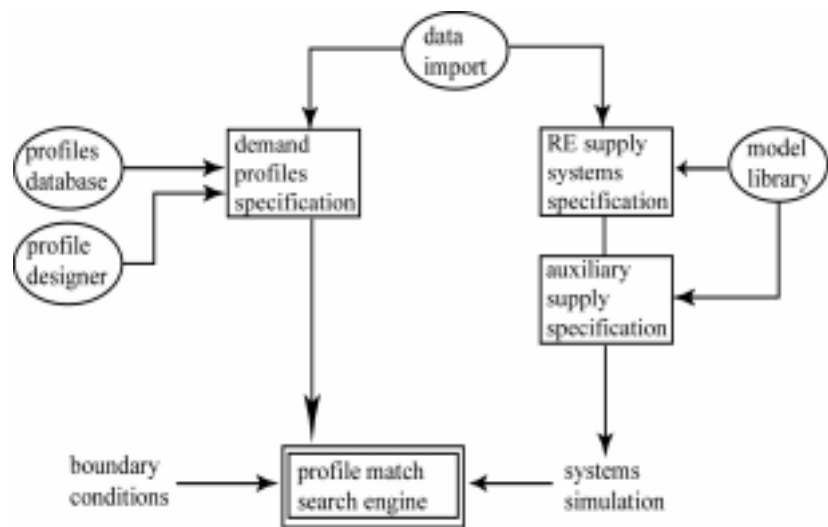 data
import
profiles
database
demand
profiles
specification
RE supply
systems
specification
model
library
profile
designer
auxiliary
supply
specification
boundary
conditions
profile match
search engine
systems
simulation